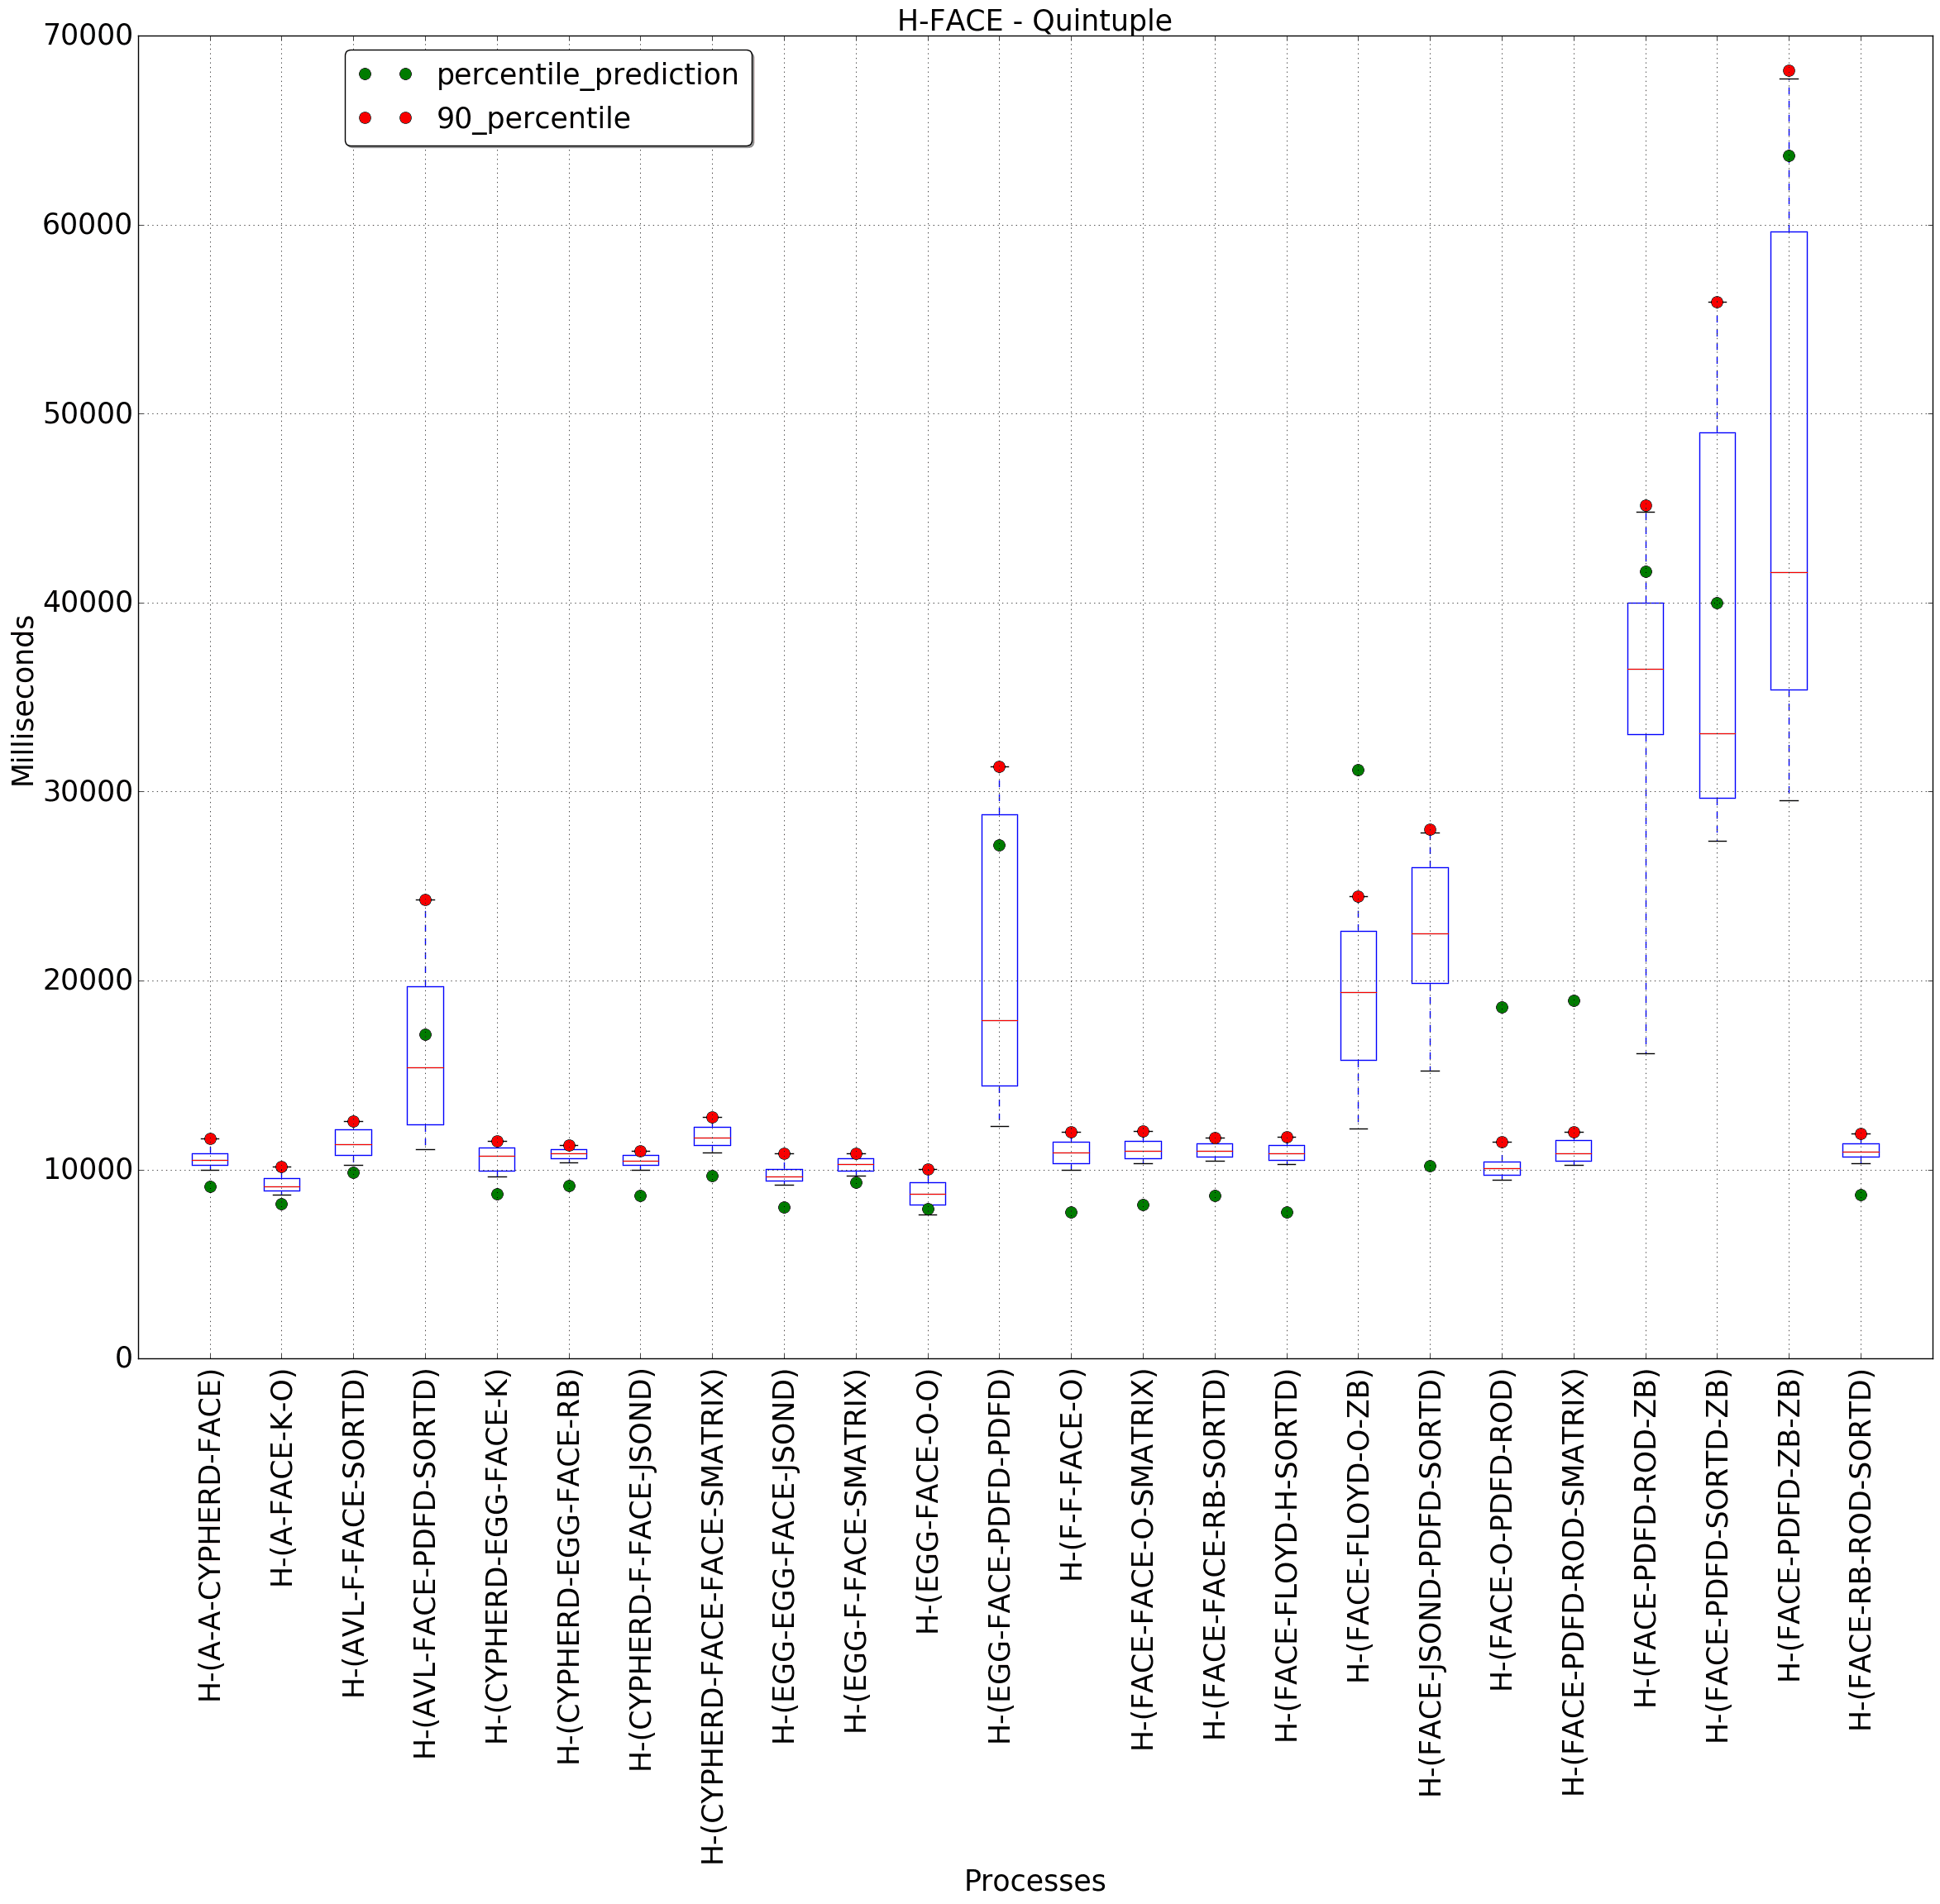 H-FACE - Quintuple
percentile_prediction
90_percentile
70000
60000
50000
40000
30000
20000
10000
0
Milliseconds
H-(A-A-CYPHERD-FACE)
H-(A-FACE-K-O)
H-(AVL-F-FACE-SORTD)
H-(AVL-FACE-PDFD-SORTD)
H-(CYPHERD-EGG-FACE-K)
H-(CYPHERD-EGG-FACE-RB)
H-(CYPHERD-F-FACE-JSOND)
H-(CYPHERD-FACE-FACE-SMATRIX)
H-(EGG-EGG-FACE-JSOND)
H-(EGG-F-FACE-SMATRIX)
H-(EGG-FACE-O-O)
H-(EGG-FACE-PDFD-PDFD)
H-(F-F-FACE-O)
H-(FACE-FACE-O-SMATRIX)
H-(FACE-FACE-RB-SORTD)
H-(FACE-FLOYD-H-SORTD)
H-(FACE-FLOYD-O-ZB)
H-(FACE-JSOND-PDFD-SORTD)
H-(FACE-O-PDFD-ROD)
H-(FACE-PDFD-ROD-SMATRIX)
H-(FACE-PDFD-ROD-ZB)
H-(FACE-PDFD-SORTD-ZB)
H-(FACE-PDFD-ZB-ZB)
H-(FACE-RB-ROD-SORTD)
Processes